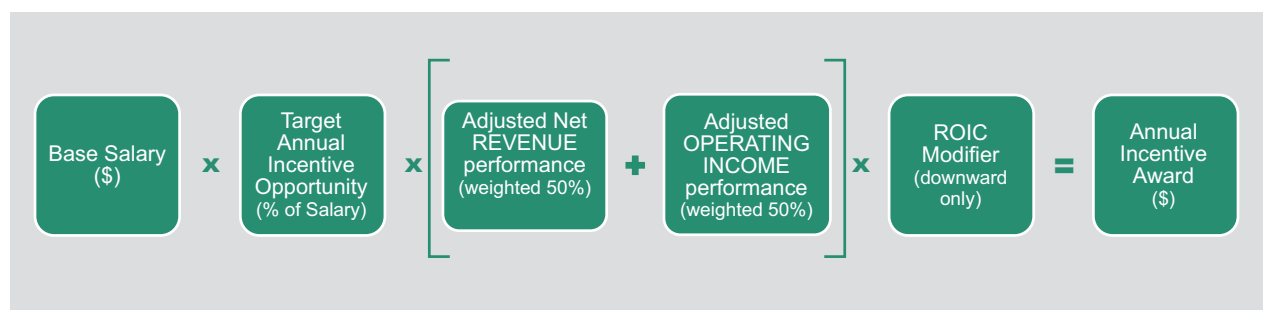 Base Salary
($)
x
Target
Annual
Incentive
Opportunity
(% of Salary)
x
Adjusted Net
REVENUE
performance
(weighted 50%)
+
Adjusted
OPERATING
INCOME
performance
(weighted 50%)
x
ROIC
Modifier
(downward
only)
=
Annual
Incentive
Award
($)